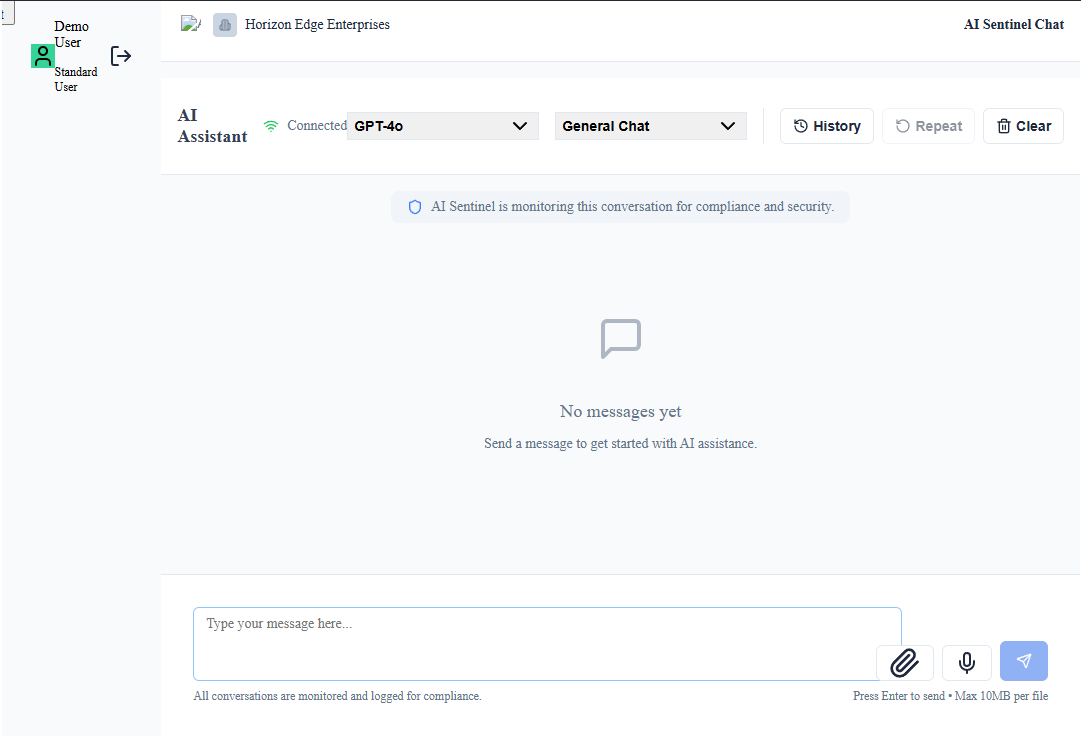 t
Demo
User
Standard
User
Horizon Edge Enterprises
AI Sentinel Chat
AI
Assistant
Connected
GPT-4o
General Chat
History
Repeat
Clear
AI Sentinel is monitoring this conversation for compliance and security.
No messages yet
Send a message to get started with AI assistance.
Type your message here...
All conversations are monitored and logged for compliance.
Press Enter to send • Max 10MB per file